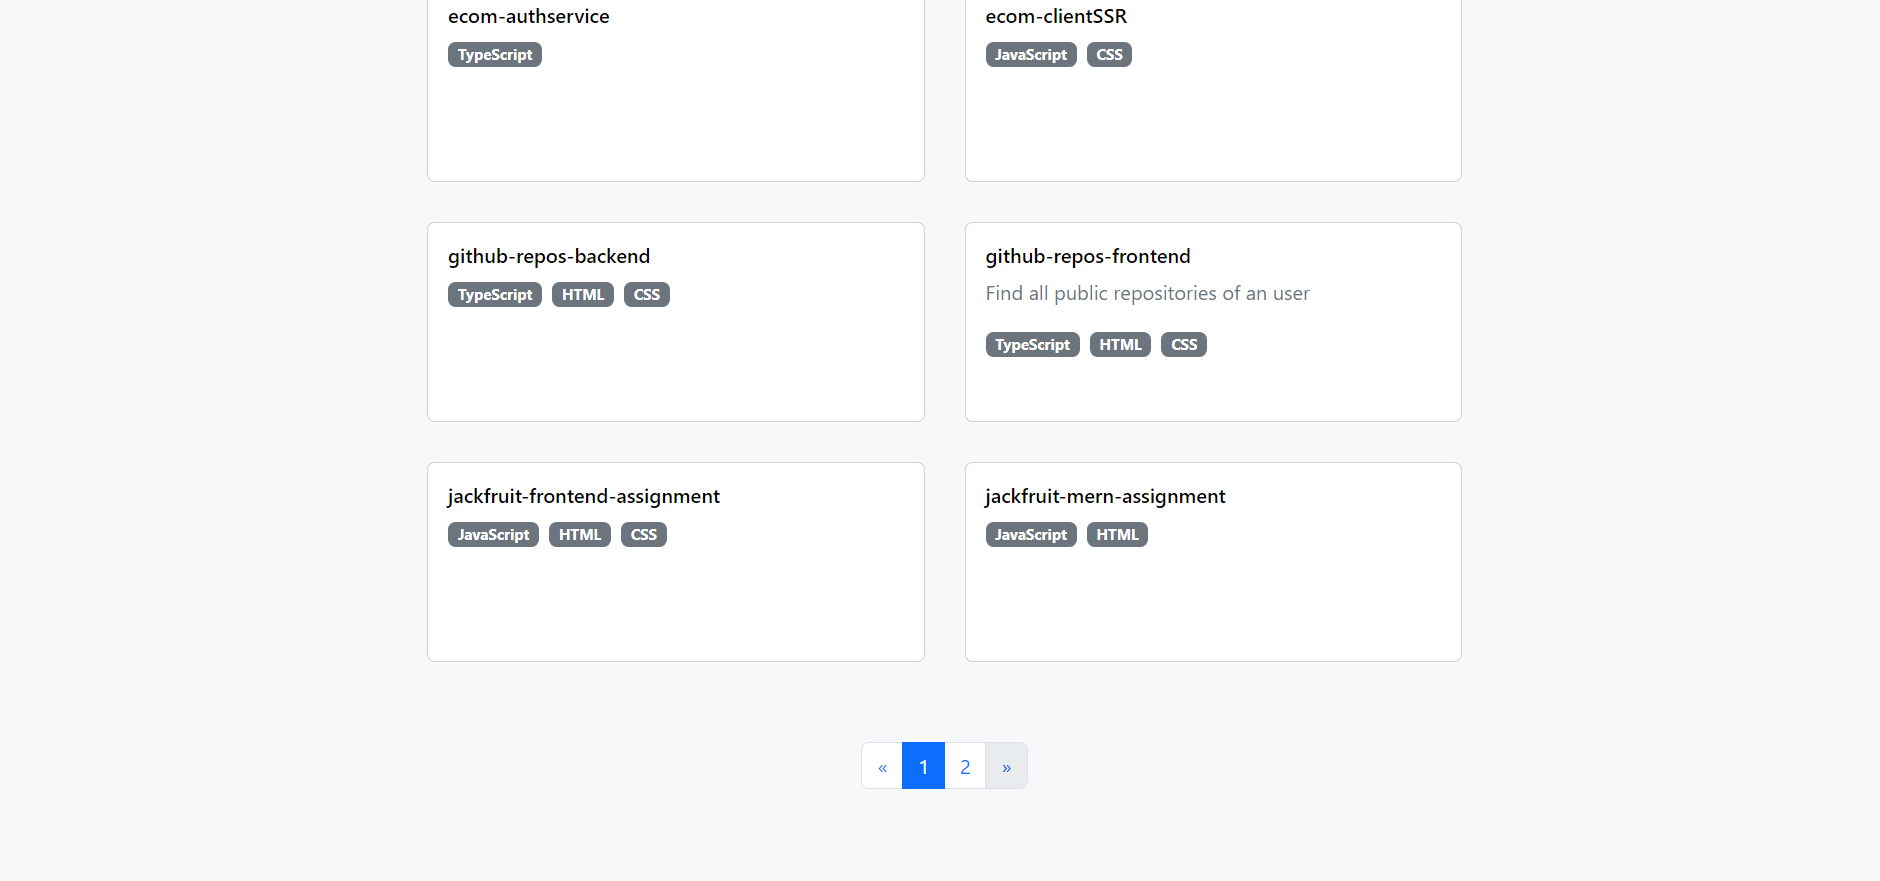 ecom-authservice
TypeScript
ecom-clientSSR
JavaScript CSS
github-repos-backend
TypeScript HTML CSS
github-repos-frontend
Find all public repositories of an user
TypeScript HTML CSS
jackfruit-frontend-assignment
JavaScript HTML CSS
jackfruit-mern-assignment
JavaScript HTML
« 1 2 »